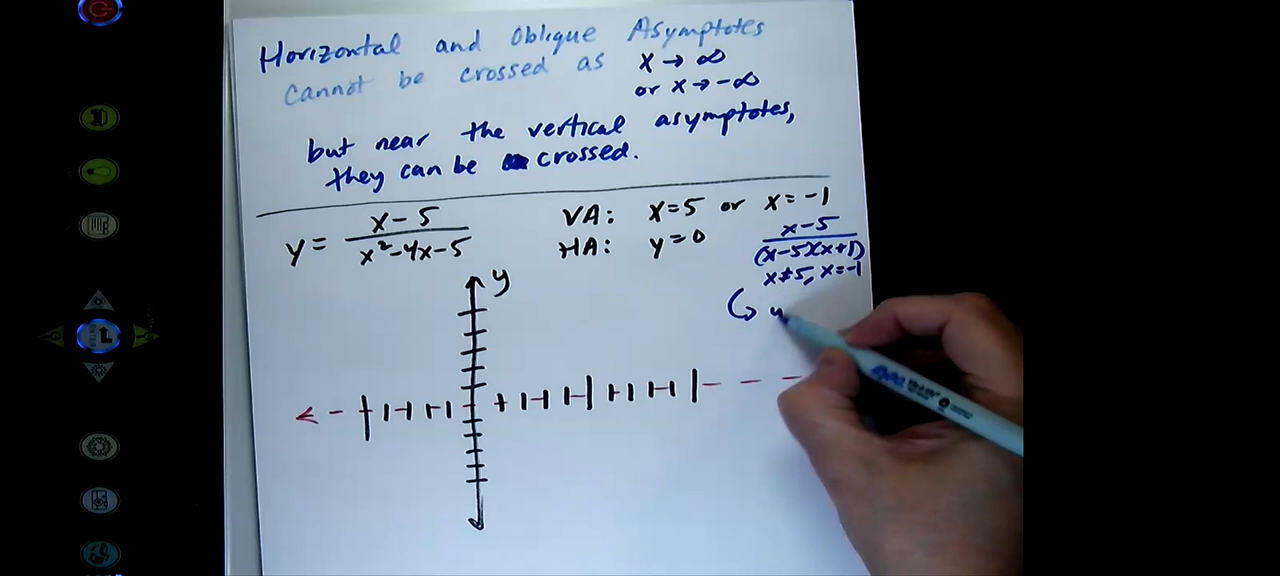 Horizontal and Oblique Asymptotes
cannot be crossed as x → ∞
or x → -∞
but near the vertical asymptotes,
they can be crossed.
y = x - 5 / x² - 4x - 5
VA: x = 5 or x = -1
HA: y = 0
x - 5 / (x - 5)(x + 1)
x ≠ 5, x = -1
y